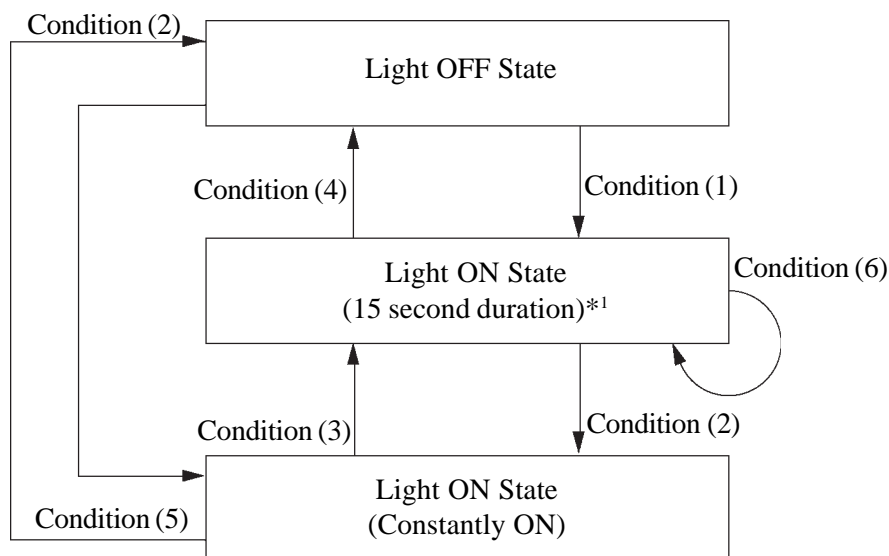 Condition (2)
Light OFF State
Condition (4)
Condition (1)
Light ON State
(15 second duration)*1
Condition (6)
Condition (3)
Condition (2)
Light ON State
(Constantly ON)
Condition (5)